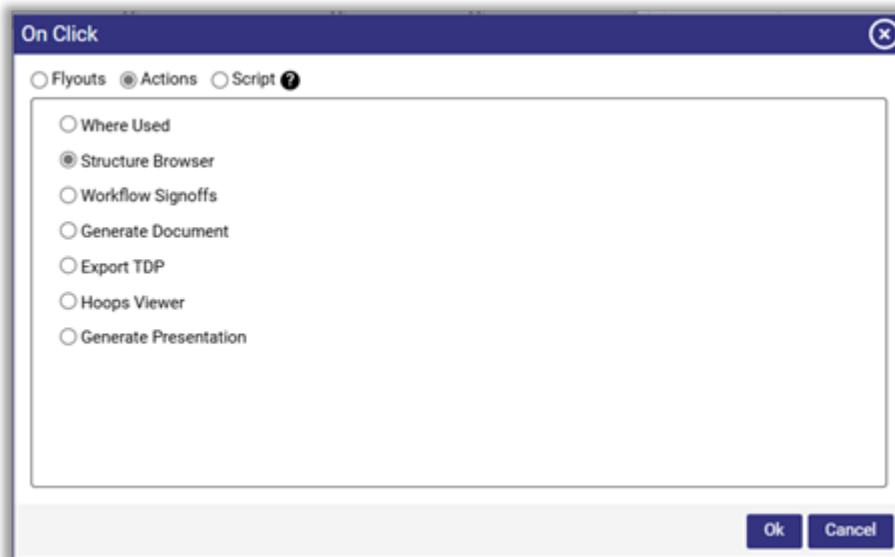 On Click
Flyouts Actions Script ?
Where Used
Structure Browser
Workflow Signoffs
Generate Document
Export TDP
Hoops Viewer
Generate Presentation
Ok Cancel